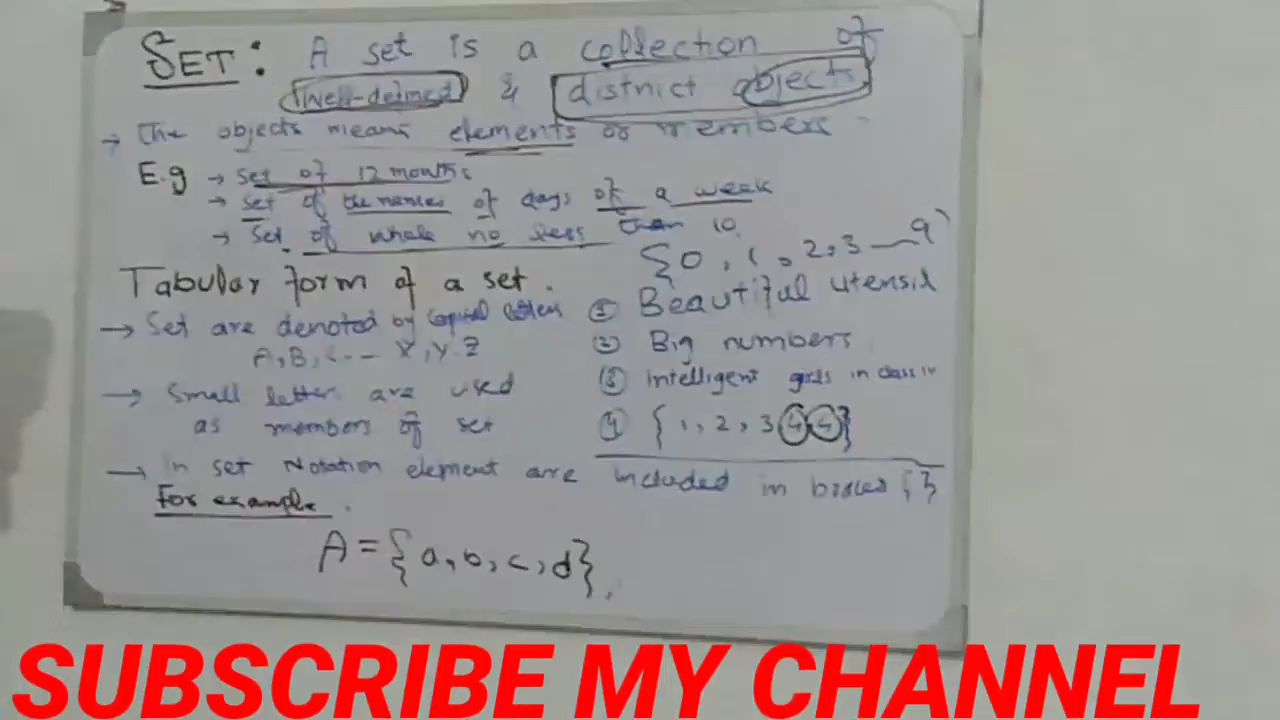 SET: A set is a collection of
well-defined & district objects
→ The objects means elements or members
E.g → Set of 12 months
→ Set of the names of days of a week
→ Set of whole no less than 10
{0, 1, 2, 3 — 9}
Tabular form of a set.
→ Set are denoted by capital letters
A, B, C -- X, Y, Z
→ Small letter are used
as members of set
① Beautiful utensil
② Big numbers
③ Intelligent girls in class IV
④ {1, 2, 3 4 4}
→ In set Notation element are included in braces { }
For example.
A = {a, b, c, d},
SUBSCRIBE MY CHANNEL